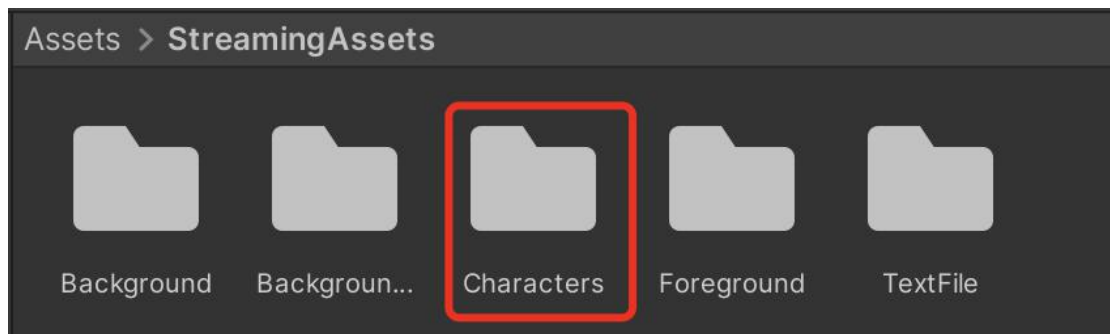 Assets > StreamingAssets
Background Backgroun... Characters Foreground TextFile